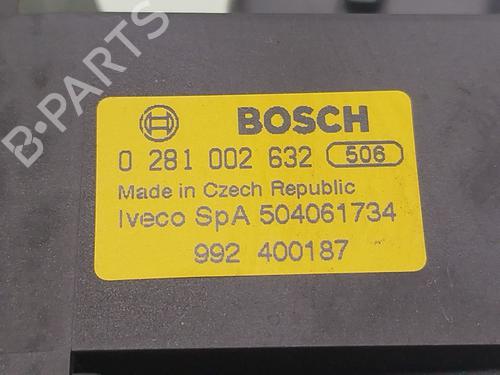 BOSCH
0 281 002 632 506
Made in Czech Republic
Iveco SpA 504061734
992 400187
B-PARTS